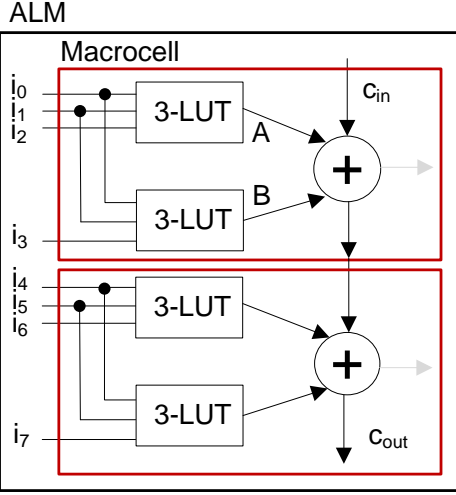 ALM
Macrocell
i0
i1
i2
3-LUT
A
cin
+
B
3-LUT
i3
i4
i5
i6
3-LUT
+
3-LUT
i7
cout